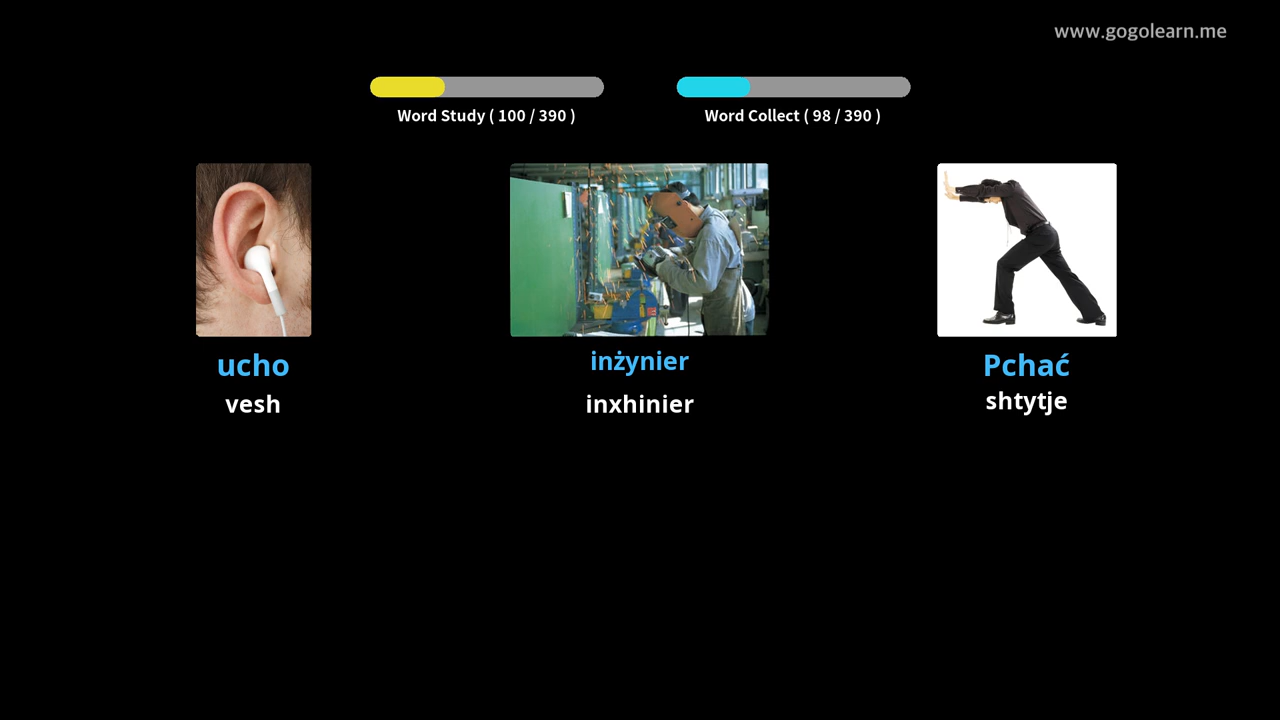 www.gogolearn.me
Word Study ( 100 / 390 )
Word Collect ( 98 / 390 )
ucho
inżynier
Pchać
vesh
inxhinier
shtytje